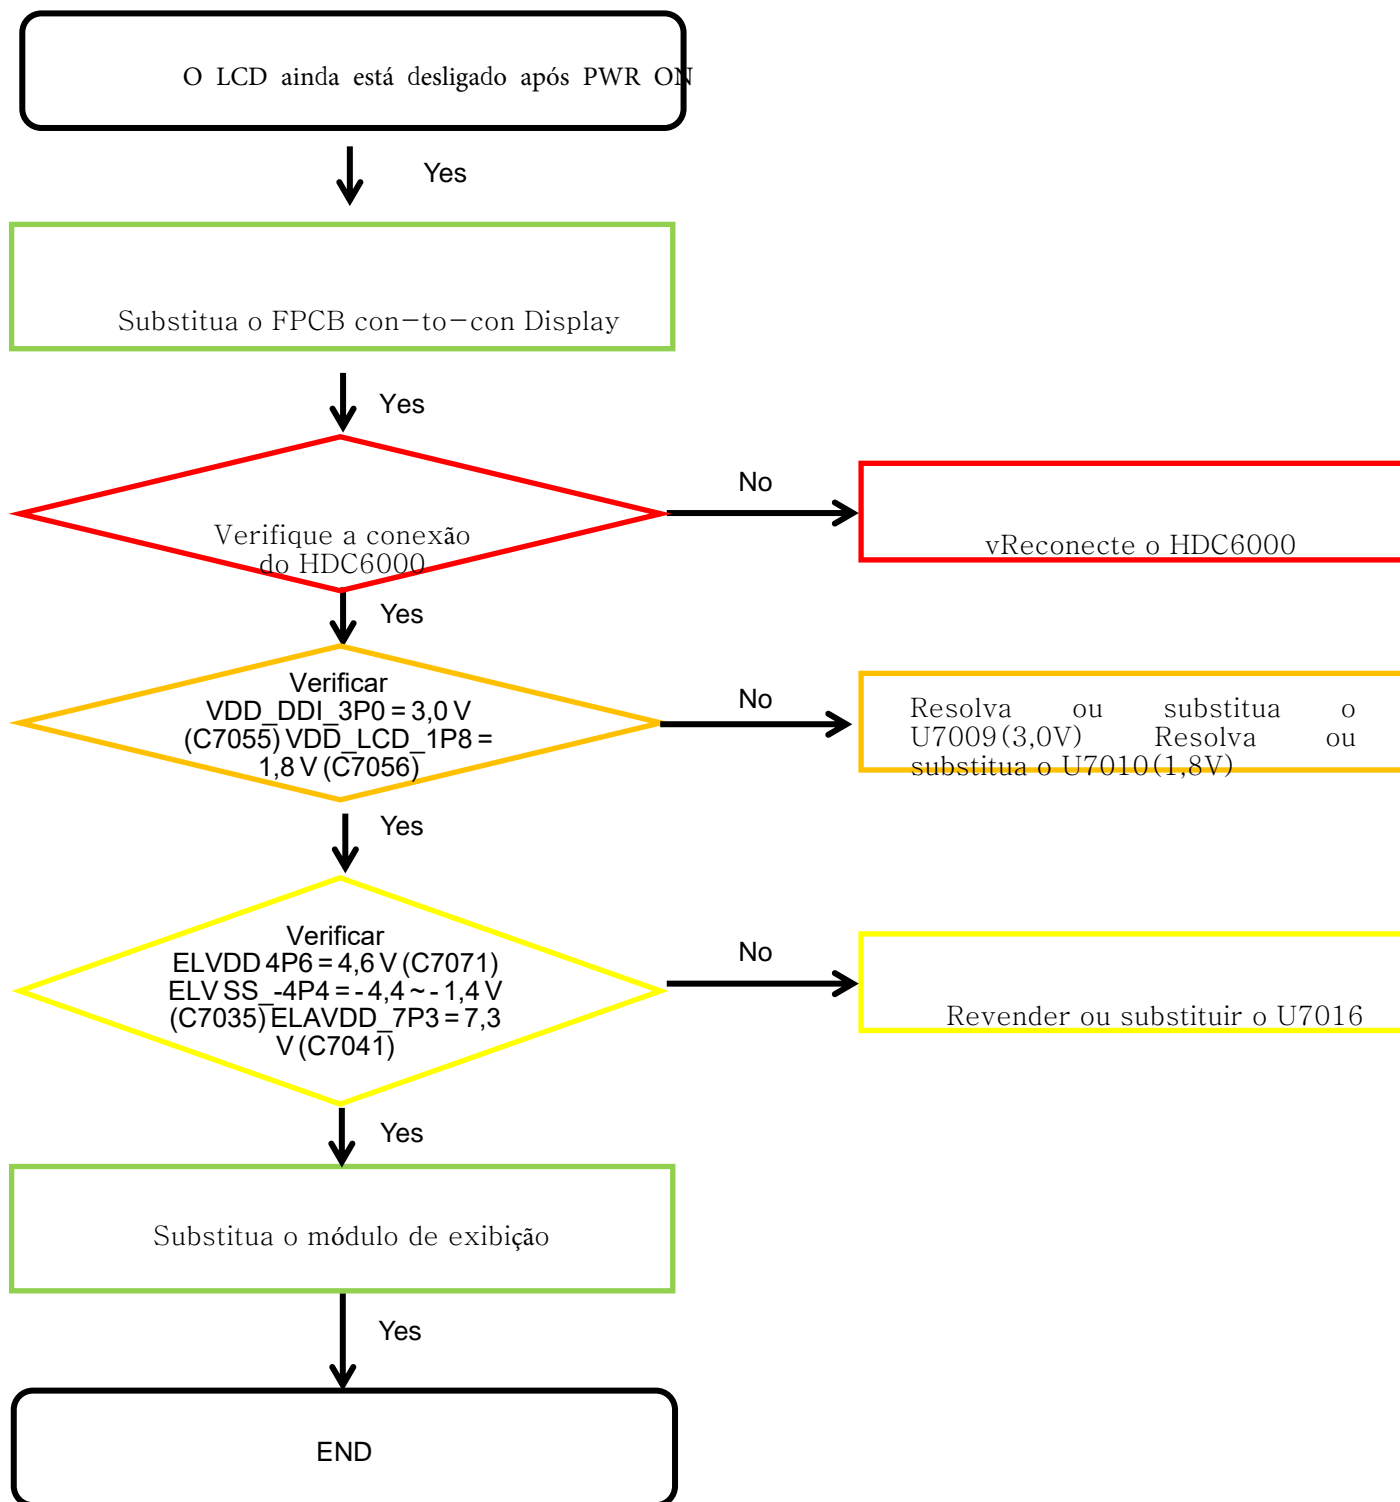 O LCD ainda está desligado após PWR ON
Yes
Substitua o FPCB con-to-con Display
Yes
Verifique a conexão
do HDC6000
No
vReconecte o HDC6000
Yes
Verificar
VDD_DDI_3P0 = 3,0 V
(C7055) VDD_LCD_1P8 =
1,8 V (C7056)
No
Resolva ou substitua o
U7009(3,0V) Resolva ou
substitua o U7010(1,8V)
Yes
Verificar
ELVDD 4P6 = 4,6 V (C7071)
ELV SS_-4P4 = - 4,4 ~ - 1,4 V
(C7035) ELAVDD_7P3 = 7,3
V (C7041)
No
Revender ou substituir o U7016
Yes
Substitua o módulo de exibição
Yes
END